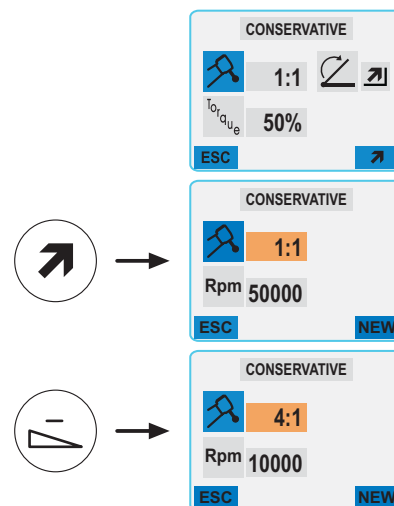 CONSERVATIVE
1:1
Torque 50%
ESC
CONSERVATIVE
1:1
Rpm 50000
ESC NEW
CONSERVATIVE
4:1
Rpm 10000
ESC NEW